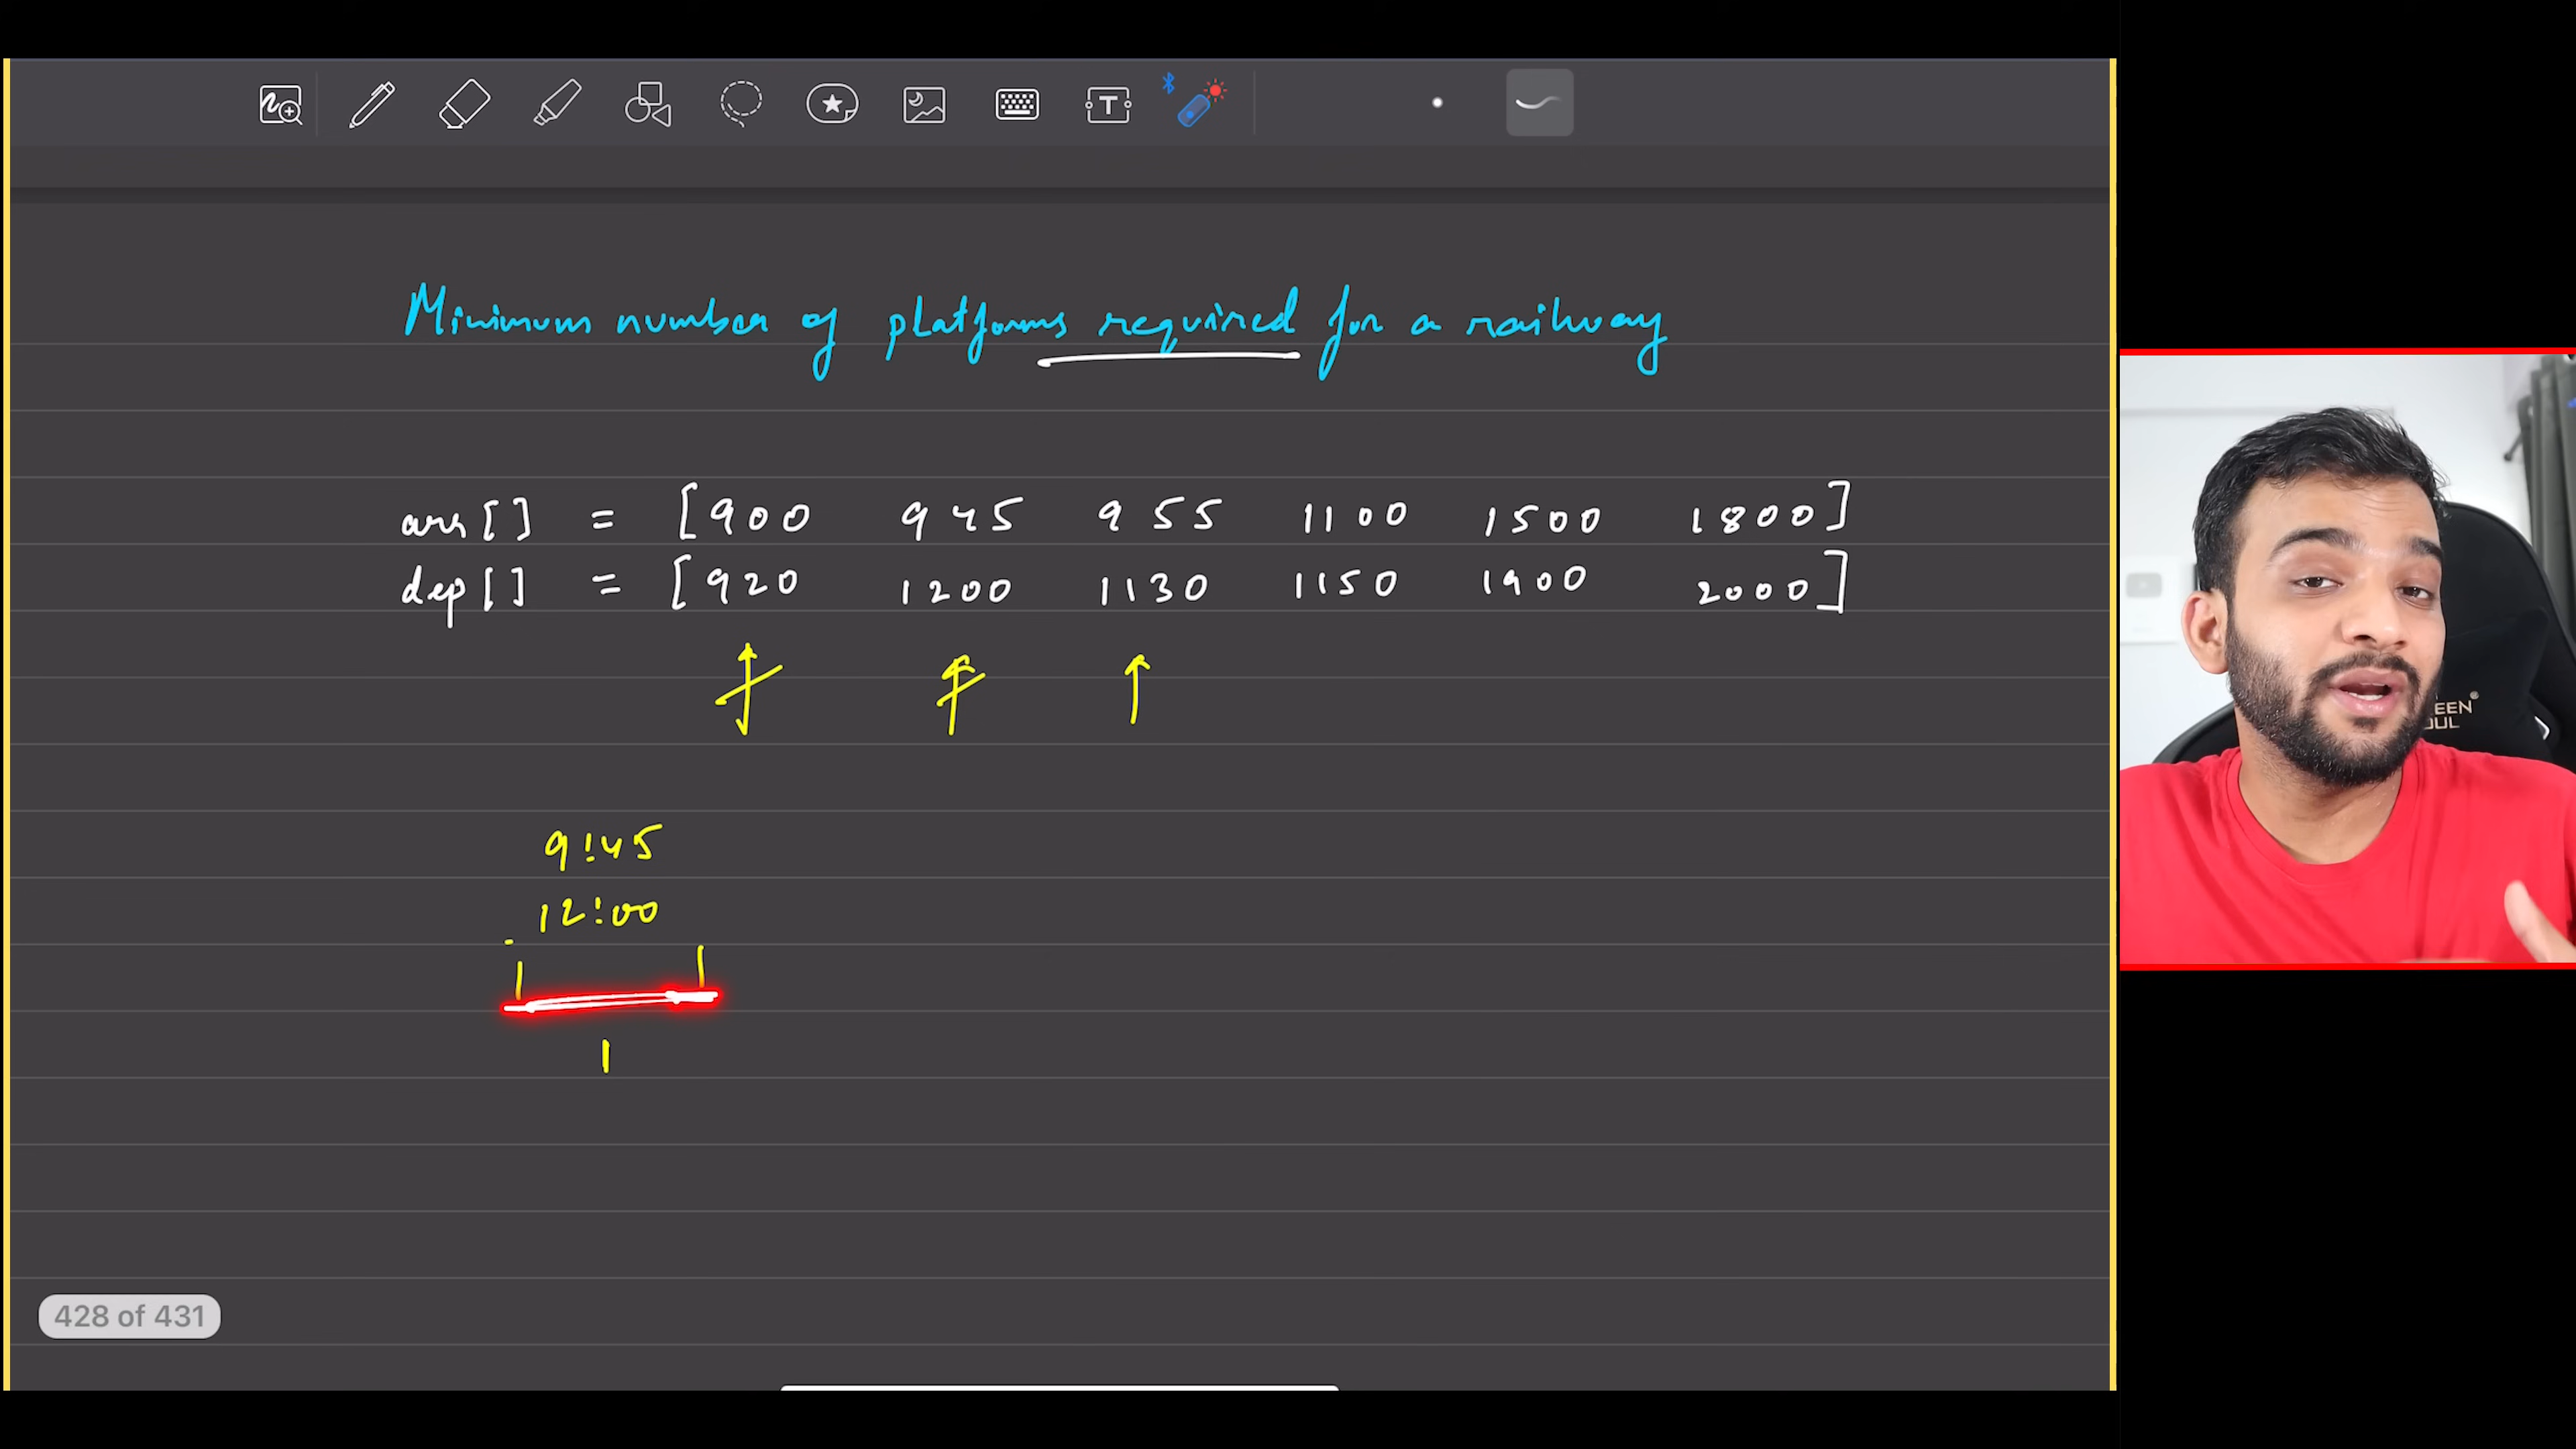 Minimum number of platforms required for a railway
arr[] = [900 945 955 1100 1500 1800]
dep[] = [920 1200 1130 1150 1900 2000]
9:45
12:00
1
428 of 431
T